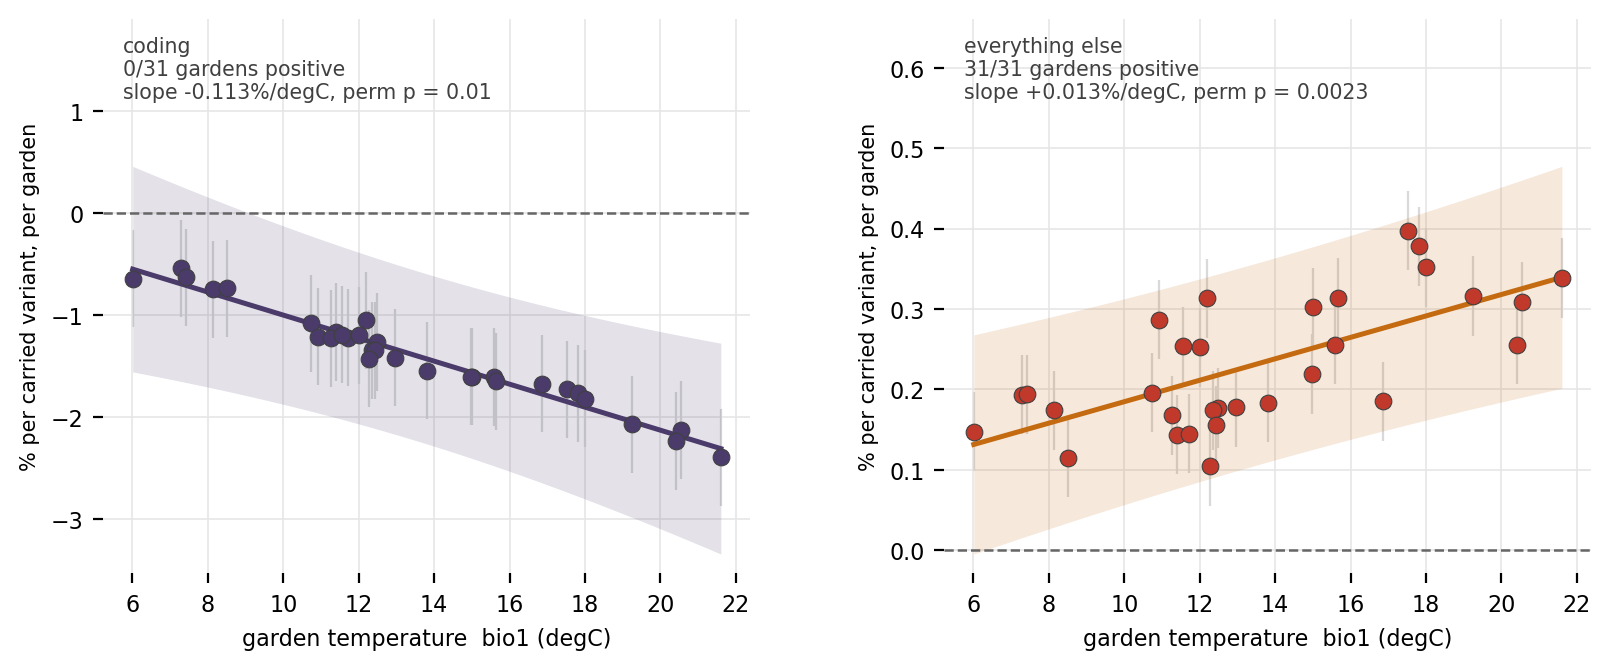 coding
0/31 gardens positive
slope -0.113%/degC, perm p = 0.01
% per carried variant, per garden
1
0
−1
−2
−3
6 8 10 12 14 16 18 20 22
garden temperature  bio1 (degC)
everything else
31/31 gardens positive
slope +0.013%/degC, perm p = 0.0023
% per carried variant, per garden
0.6
0.5
0.4
0.3
0.2
0.1
0.0
6 8 10 12 14 16 18 20 22
garden temperature  bio1 (degC)